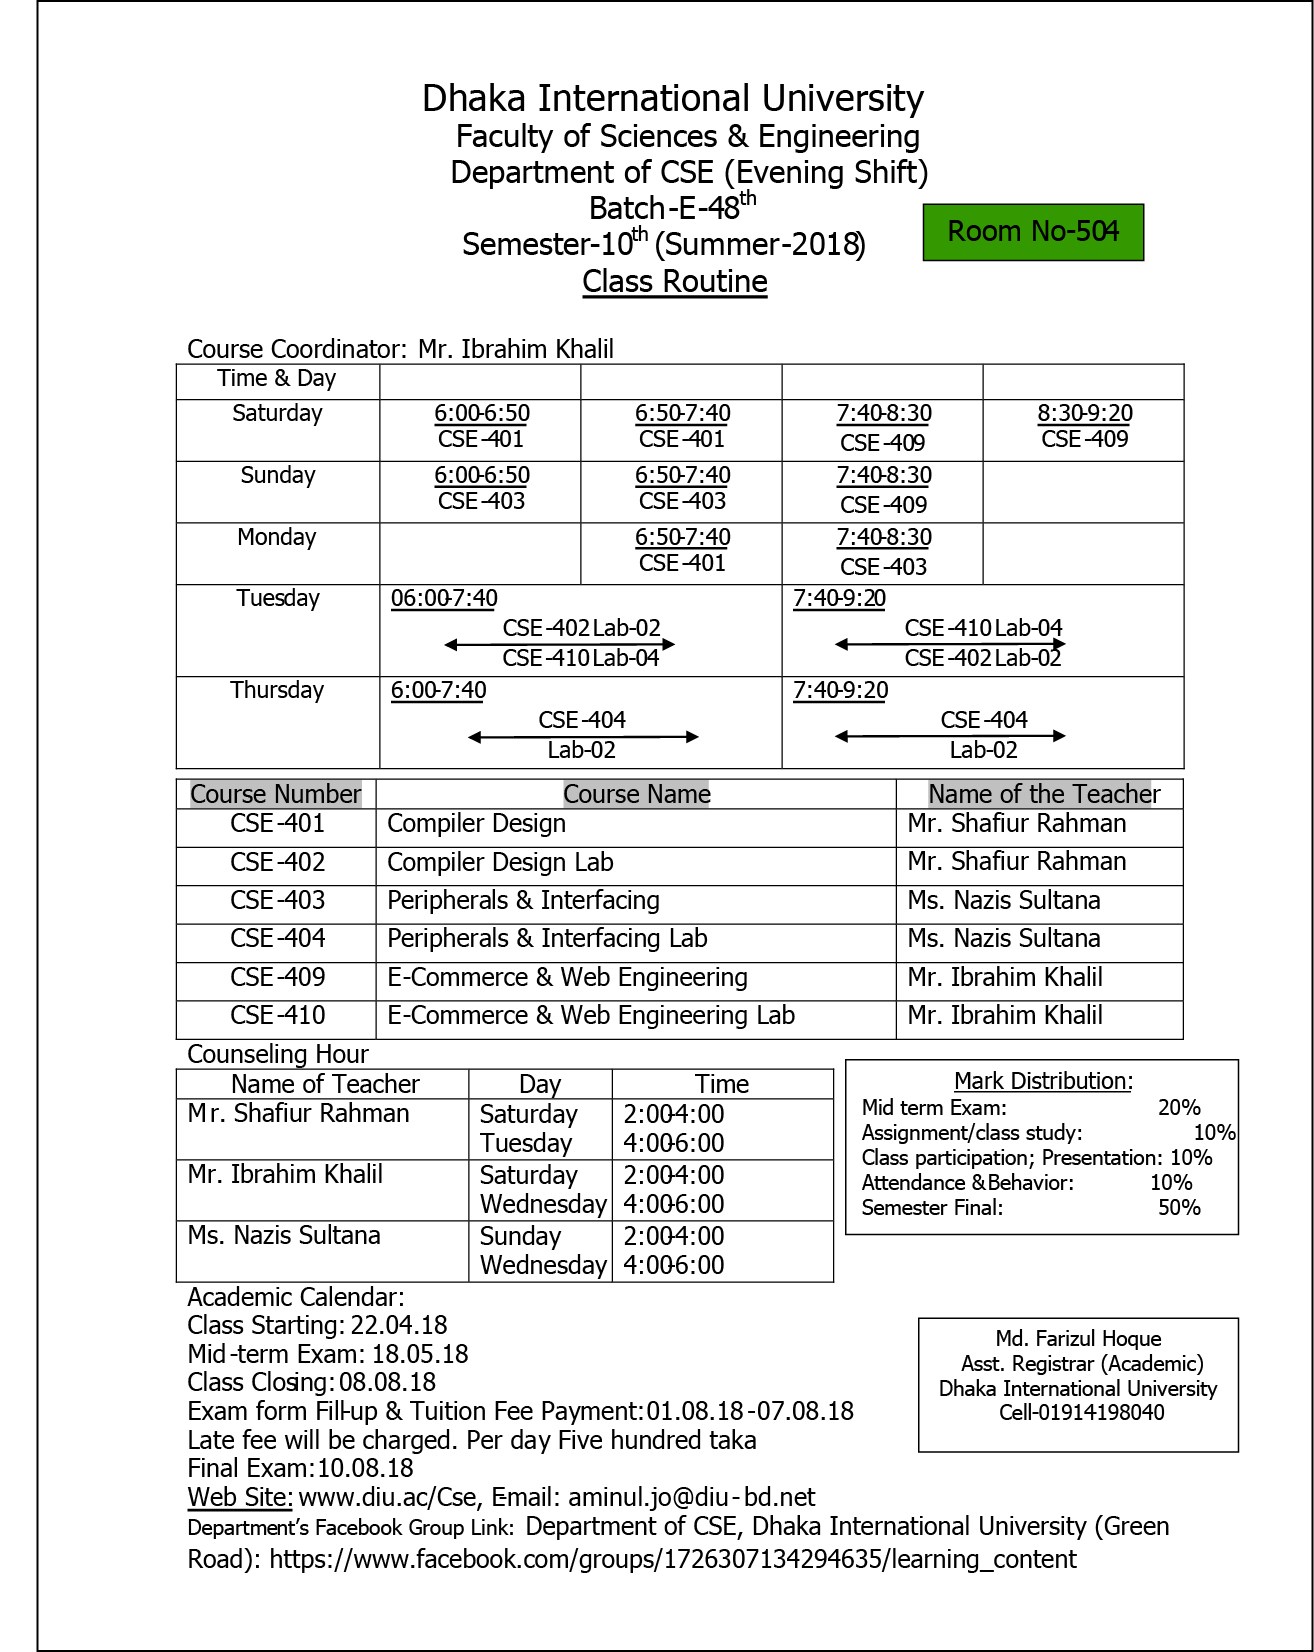 Dhaka International University
Faculty of Sciences & Engineering
Department of CSE (Evening Shift)
Batch-E-48th
Semester-10th (Summer-2018)
Room No-504
Class Routine
Course Coordinator: Mr. Ibrahim Khalil
Time & Day
Saturday 6:00-6:50 6:50-7:40 7:40-8:30 8:30-9:20
CSE-401 CSE-401 CSE-409 CSE-409
Sunday 6:00-6:50 6:50-7:40 7:40-8:30
CSE-403 CSE-403 CSE-409
Monday 6:50-7:40 7:40-8:30
CSE-401 CSE-403
Tuesday 06:00-7:40 7:40-9:20
CSE-402 Lab-02 CSE-410 Lab-04
CSE-410 Lab-04 CSE-402 Lab-02
Thursday 6:00-7:40 7:40-9:20
CSE-404 CSE-404
Lab-02 Lab-02
Course Number Course Name Name of the Teacher
CSE-401 Compiler Design Mr. Shafiur Rahman
CSE-402 Compiler Design Lab Mr. Shafiur Rahman
CSE-403 Peripherals & Interfacing Ms. Nazis Sultana
CSE-404 Peripherals & Interfacing Lab Ms. Nazis Sultana
CSE-409 E-Commerce & Web Engineering Mr. Ibrahim Khalil
CSE-410 E-Commerce & Web Engineering Lab Mr. Ibrahim Khalil
Counseling Hour
Name of Teacher Day Time
Mr. Shafiur Rahman Saturday 2:00-4:00
Tuesday 4:00-6:00
Mr. Ibrahim Khalil Saturday 2:00-4:00
Wednesday 4:00-6:00
Ms. Nazis Sultana Sunday 2:00-4:00
Wednesday 4:00-6:00
Mark Distribution:
Mid term Exam: 20%
Assignment/class study: 10%
Class participation; Presentation: 10%
Attendance & Behavior: 10%
Semester Final: 50%
Academic Calendar:
Class Starting: 22.04.18
Mid-term Exam: 18.05.18
Class Closing: 08.08.18
Exam form Fill-up & Tuition Fee Payment: 01.08.18-07.08.18
Late fee will be charged. Per day Five hundred taka
Final Exam: 10.08.18
Md. Farizul Hoque
Asst. Registrar (Academic)
Dhaka International University
Cell-01914198040
Web Site: www.diu.ac/Cse, Email: aminul.jo@diu-bd.net
Department's Facebook Group Link: Department of CSE, Dhaka International University (Green
Road): https://www.facebook.com/groups/1726307134294635/learning_content